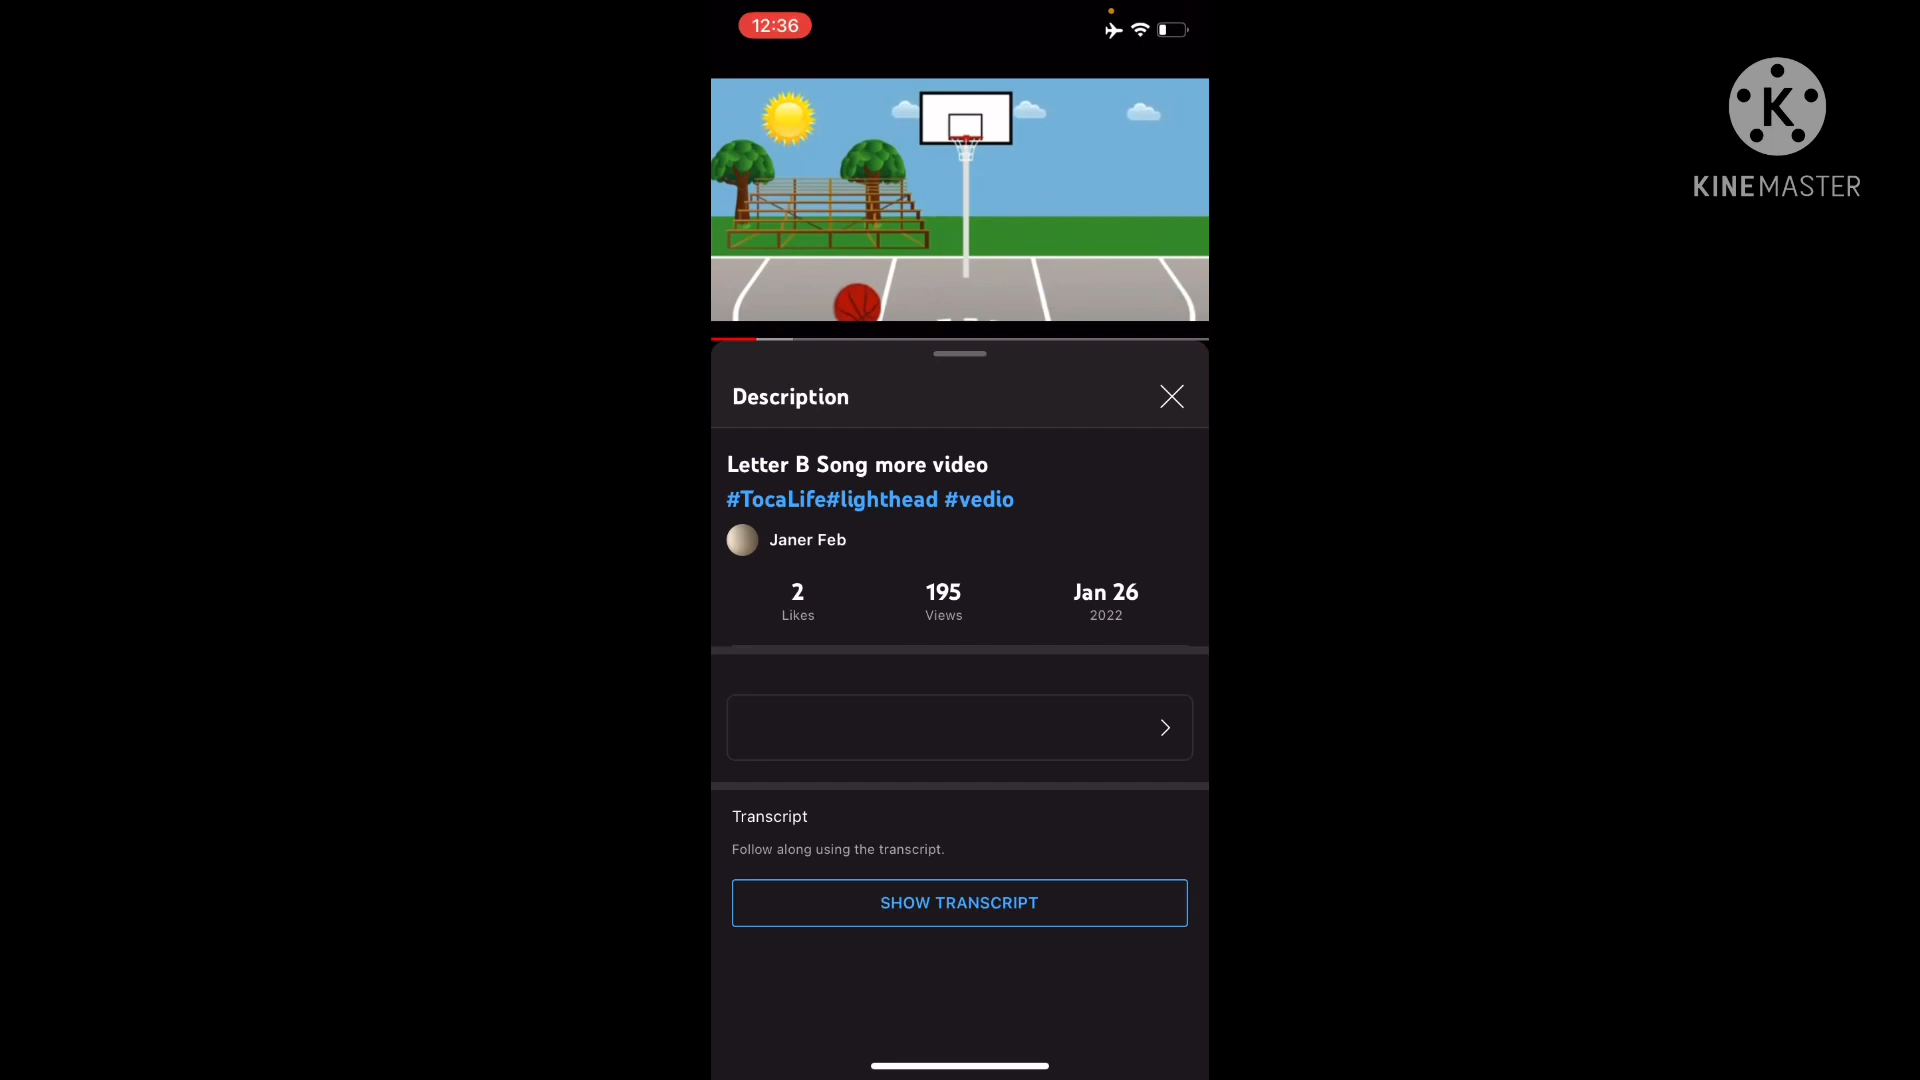 12:36
K
KINEMASTER
Description
Letter B Song more video
#TocaLife#lighthead #vedio
Janer Feb
2
195
Jan 26
Likes
Views
2022
Transcript
Follow along using the transcript.
SHOW TRANSCRIPT